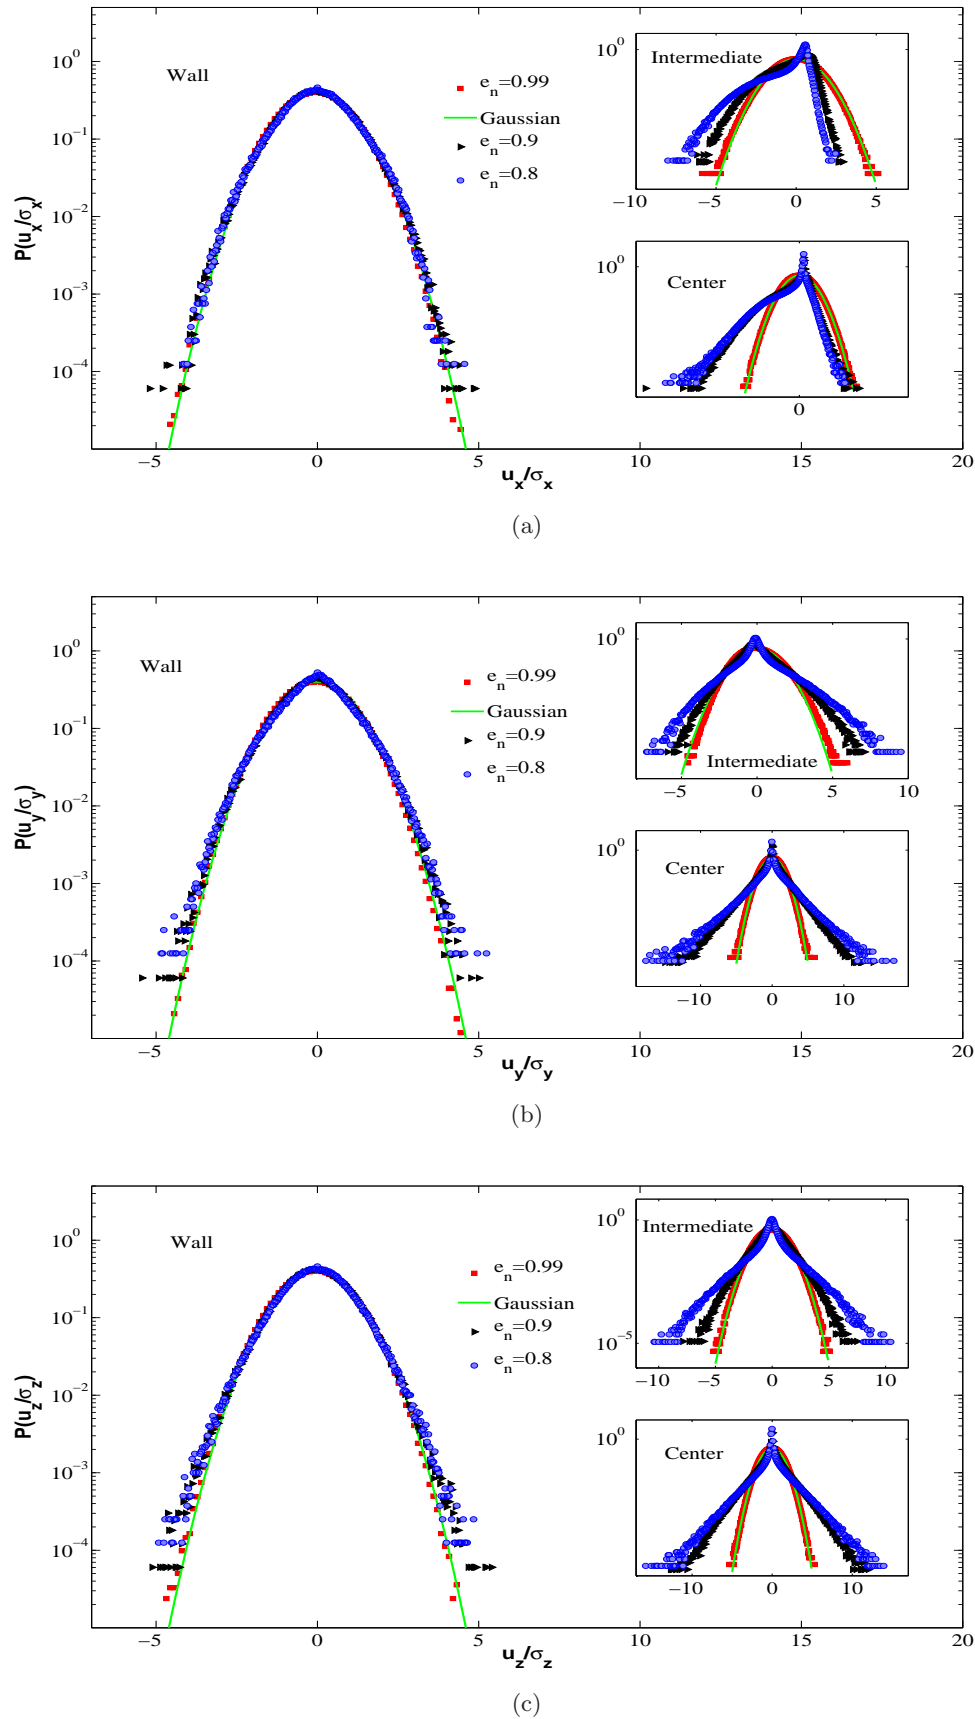 10^0
10^-1
10^-2
10^-3
10^-4
P(u_x/σ_x)
Wall
e_n=0.99
Gaussian
e_n=0.9
e_n=0.8
10^0
Intermediate
−10 −5 0 5
10^0
Center
0
−5 0 5 10 15 20
u_x/σ_x
(a)
10^0
10^-1
10^-2
10^-3
10^-4
P(u_y/σ_y)
Wall
e_n=0.99
Gaussian
e_n=0.9
e_n=0.8
10^0
Intermediate
−5 0 5 10
10^0
Center
−10 0 10
−5 0 5 10 15 20
u_y/σ_y
(b)
10^0
10^-1
10^-2
10^-3
10^-4
P(u_z/σ_z)
Wall
e_n=0.99
Gaussian
e_n=0.9
e_n=0.8
10^0
Intermediate
10^-5
−10 −5 0 5 10
10^0
Center
−10 0 10
−5 0 5 10 15 20
u_z/σ_z
(c)